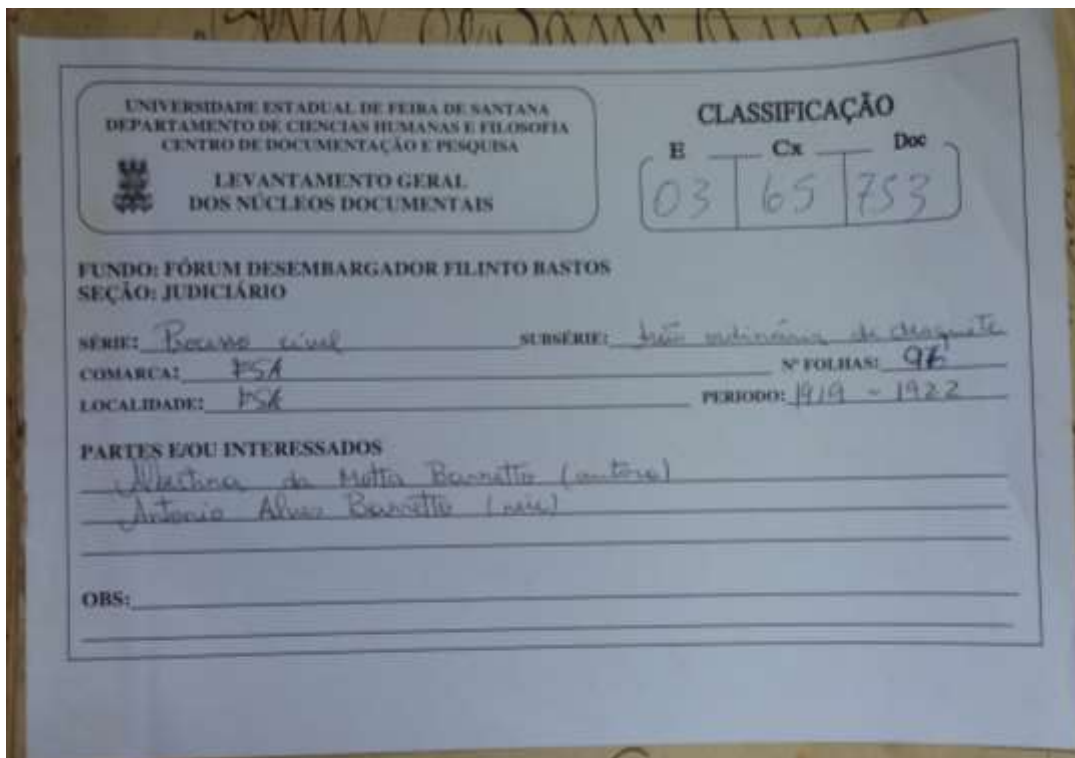 UNIVERSIDADE ESTADUAL DE FEIRA DE SANTANA
DEPARTAMENTO DE CIENCIAS HUMANAS E FILOSOFIA
CENTRO DE DOCUMENTAÇÃO E PESQUISA
LEVANTAMENTO GERAL
DOS NÚCLEOS DOCUMENTAIS
CLASSIFICAÇÃO
E Cx Doc
03 65 753
FUNDO: FÓRUM DESEMBARGADOR FILINTO BASTOS
SEÇÃO: JUDICIÁRIO
SÉRIE: Processo cível SUBSÉRIE: ordinária de desquite
COMARCA: FSA Nº FOLHAS: 96
LOCALIDADE: FSA PERIODO: 1919 - 1922
PARTES E/OU INTERESSADOS
Albertina da Motta Barretto (autora)
Antonio Alves Barretto (réu)
OBS: